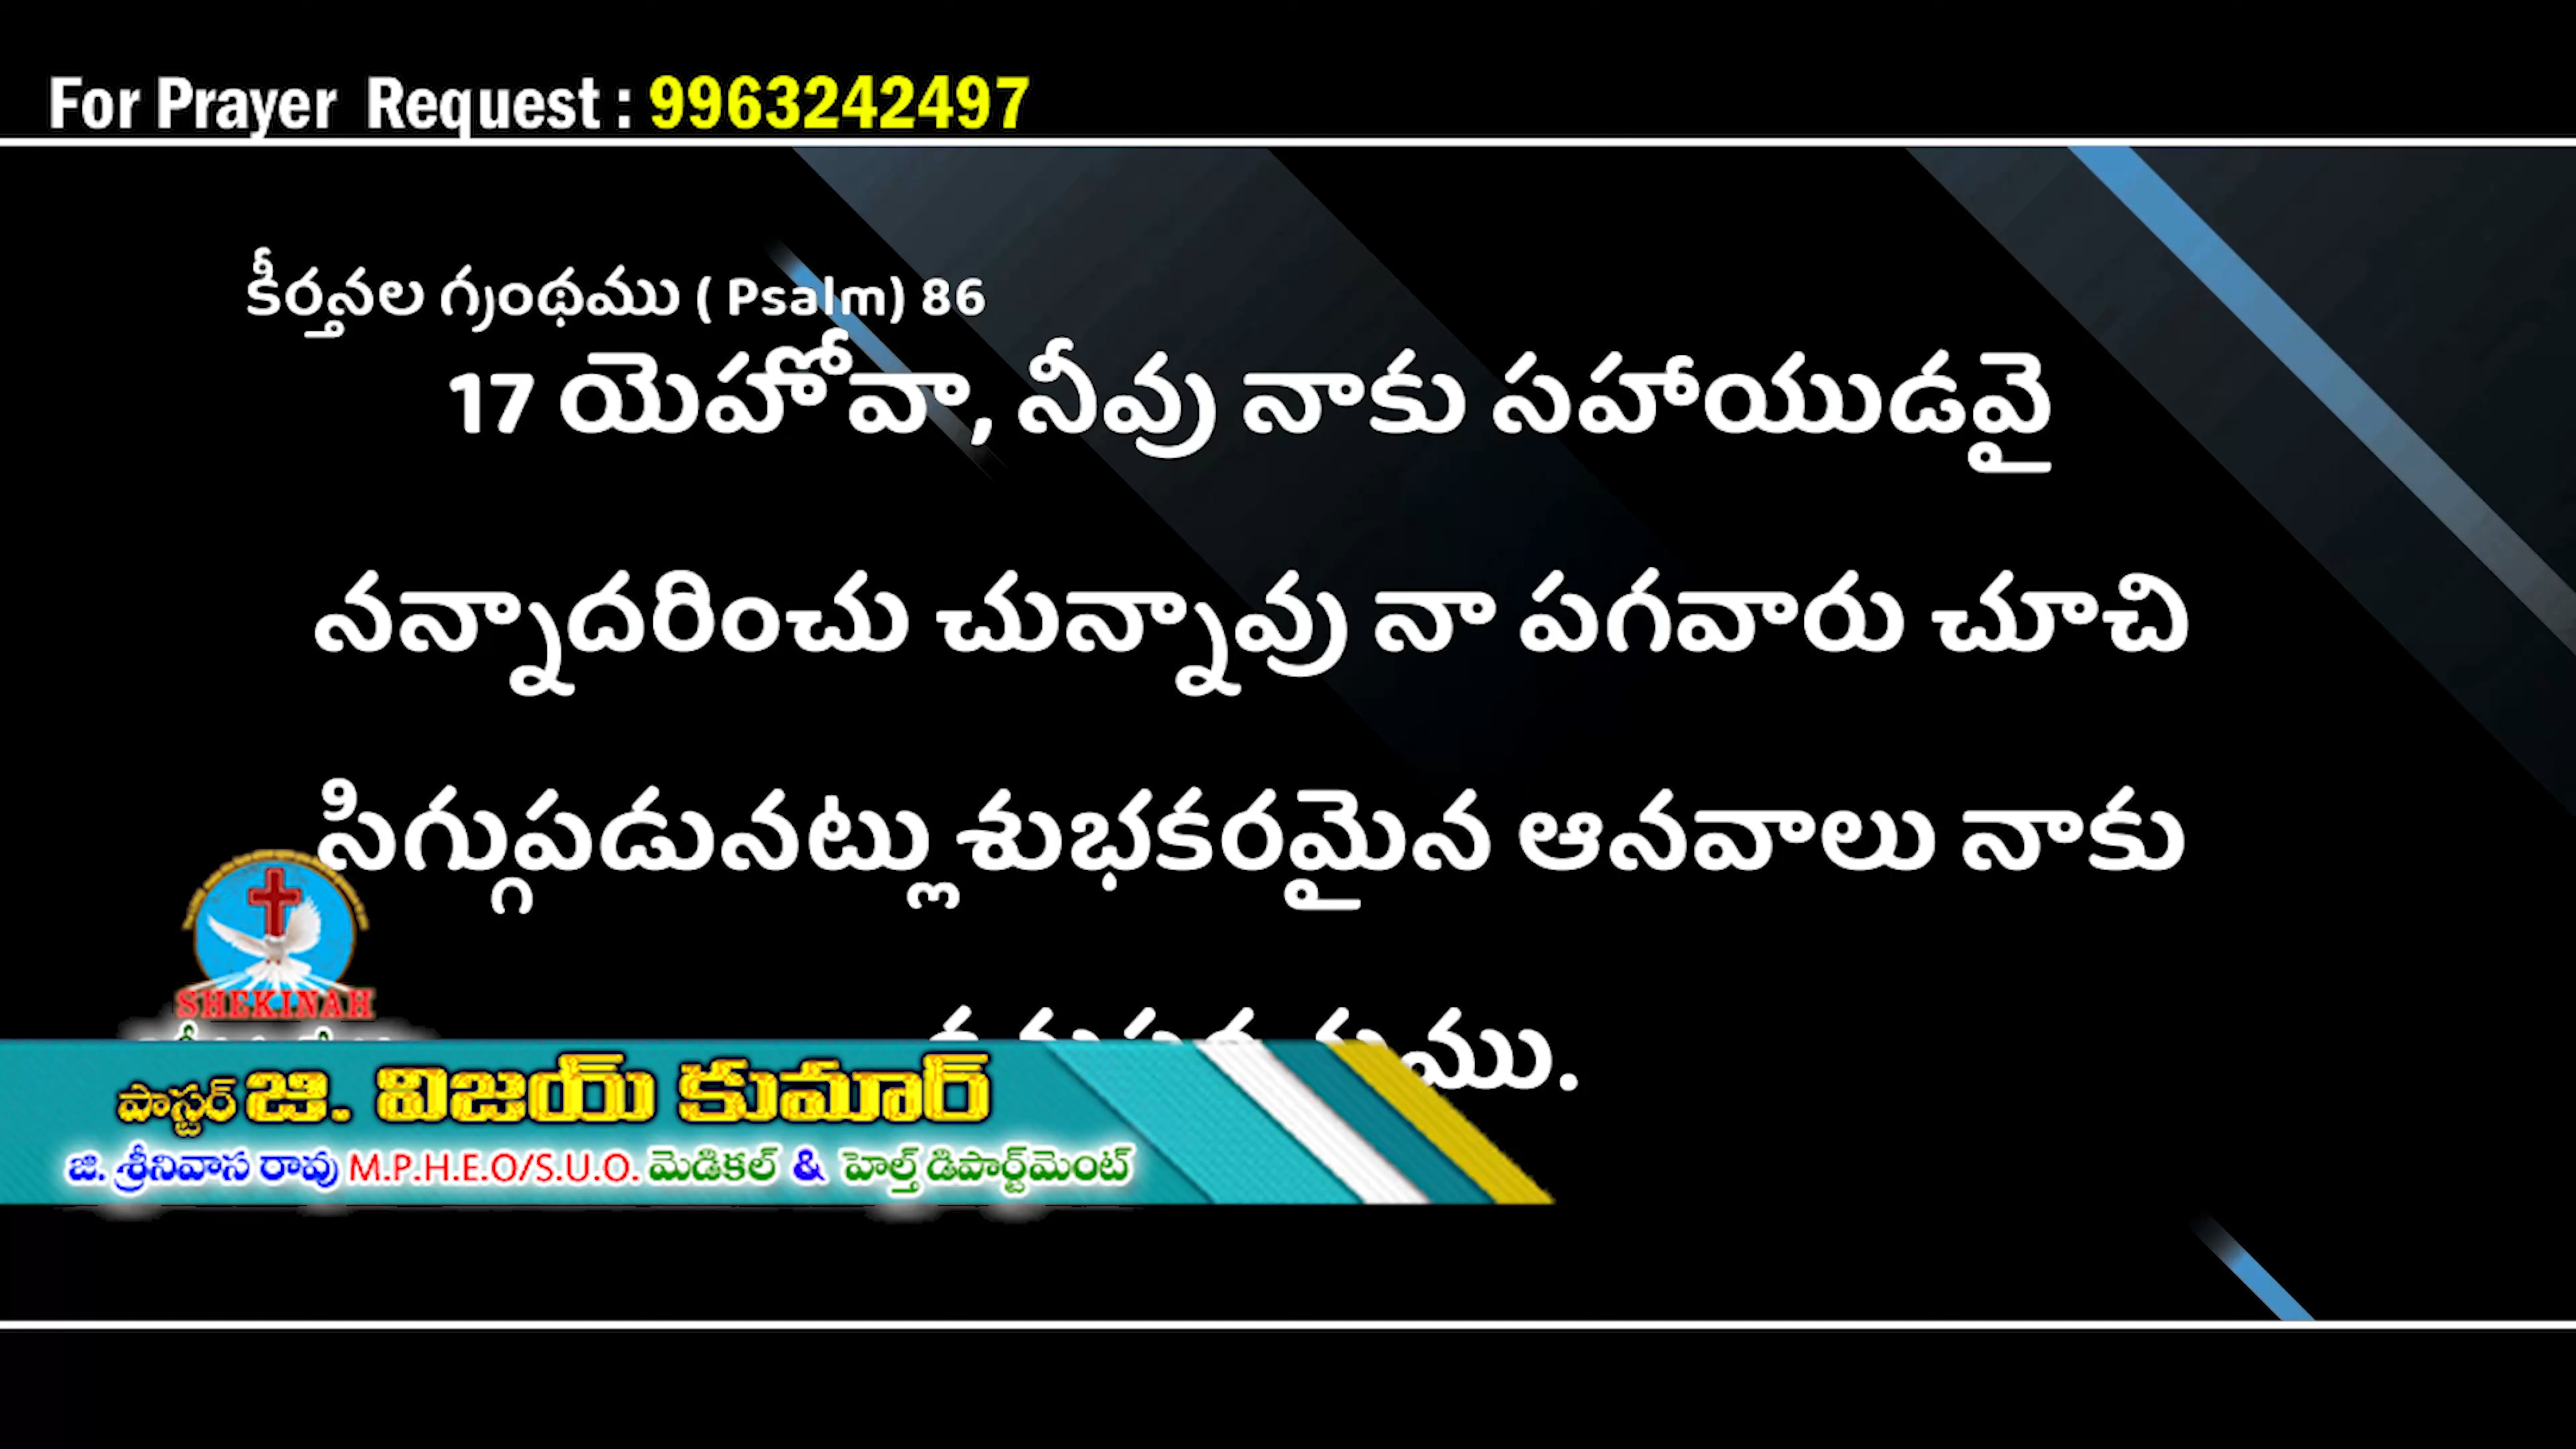 For Prayer Request : 9963242497
కీర్తనల గ్రంథము ( Psalm) 86
17 యెహోవా, నీవు నాకు సహాయుడవై
నన్నాదరించు చున్నావు నా పగవారు చూచి
సిగ్గుపడునట్లు శుభకరమైన ఆనవాలు నాకు
SHEKINAH
పాస్టర్ జి. విజయ్ కుమార్
జి. శ్రీనివాస రావు M.P.H.E.O/S.U.O. మెడికల్ & హెల్త్ డిపార్ట్‌మెంట్